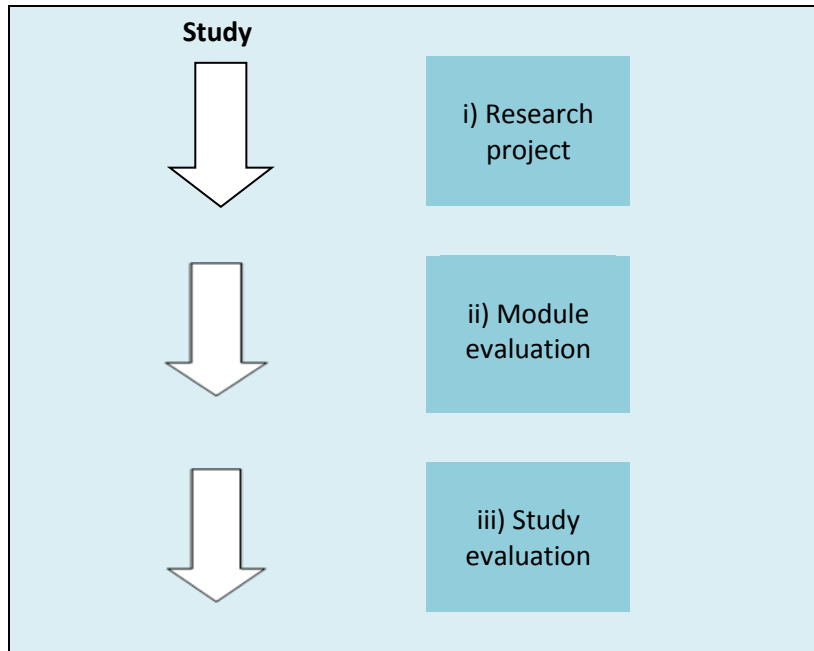 Study
i) Research
project
ii) Module
evaluation
iii) Study
evaluation